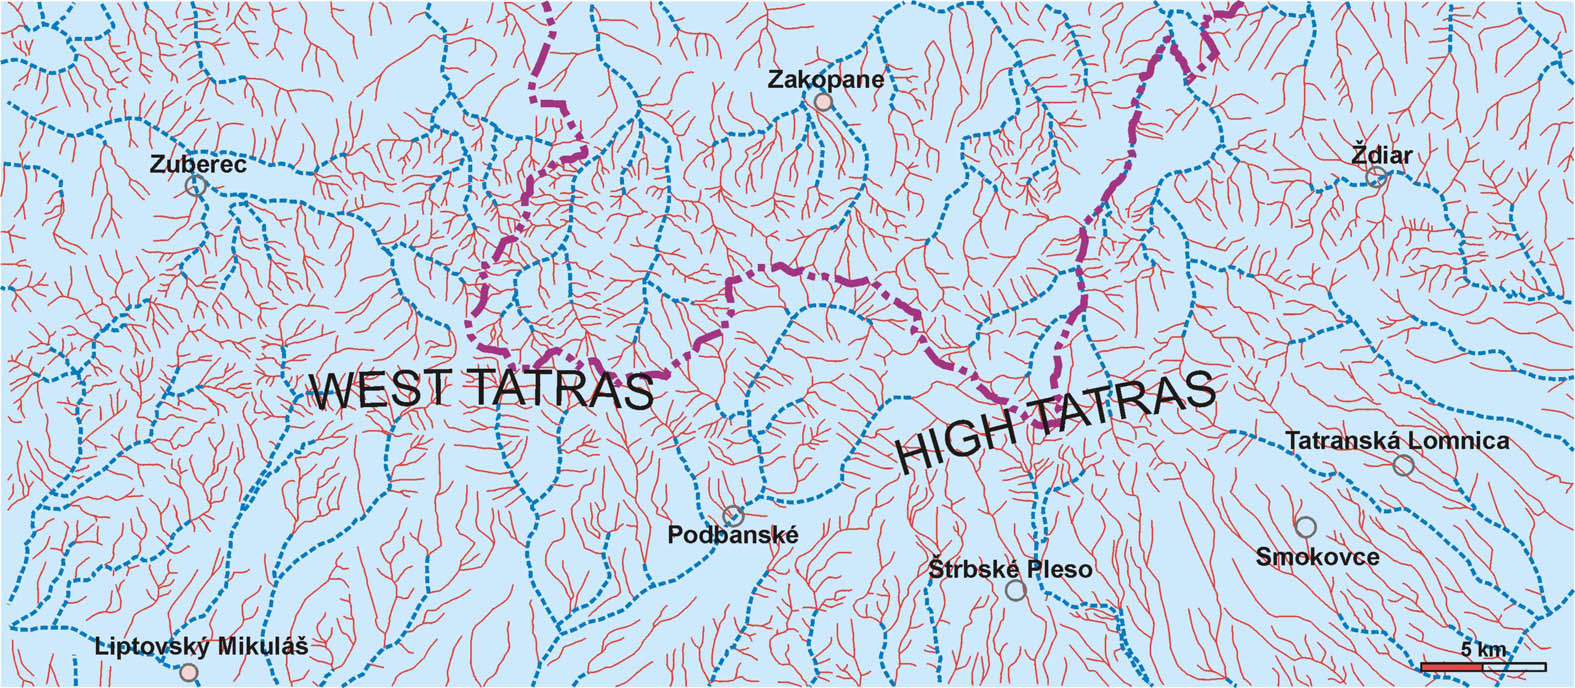 Zakopane
Ždiar
Zuberec
WEST TATRAS
HIGH TATRAS
Tatranská Lomnica
Podbanské
Smokovce
Štrbské Pleso
Liptovský Mikuláš
5 km